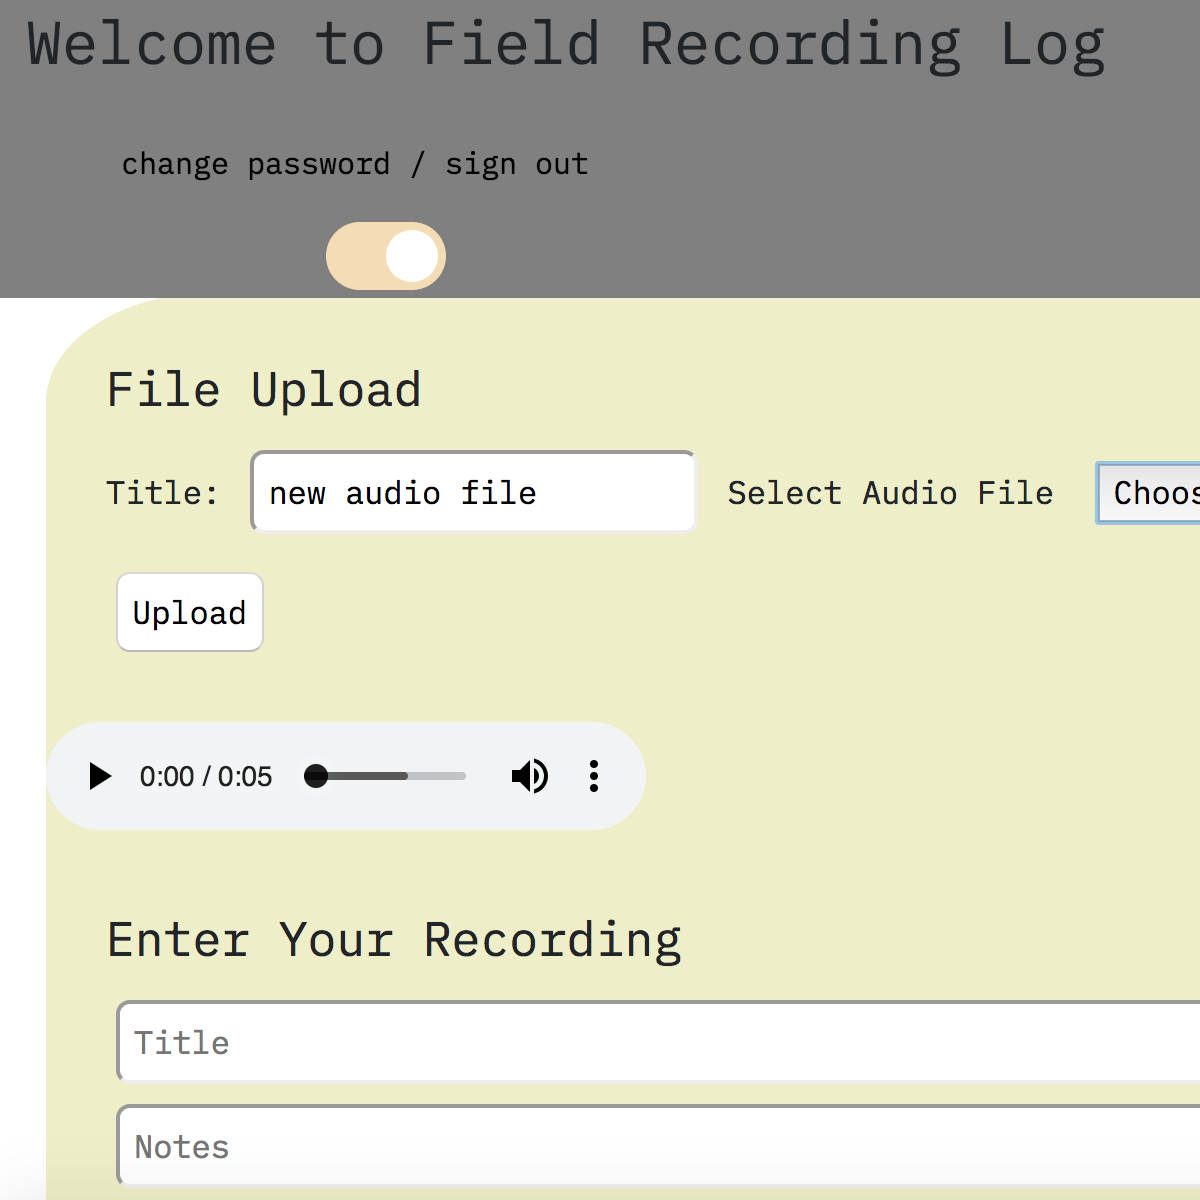 Welcome to Field Recording Log
change password / sign out
File Upload
Title: new audio file Select Audio File Choos
Upload
0:00 / 0:05
Enter Your Recording
Title
Notes